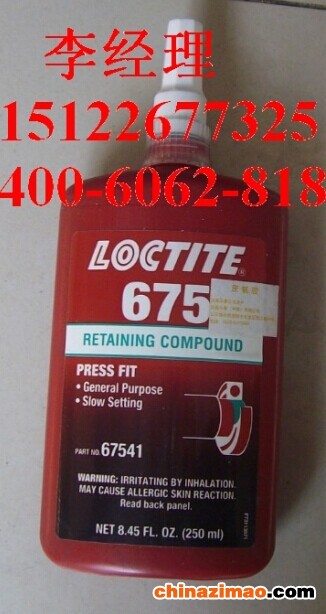 李经理
15122677325
400-6062-818
LOCTITE®
675
RETAINING COMPOUND
PRESS FIT
• General Purpose
• Slow Setting
PART NO. 67541
WARNING: IRRITATING BY INHALATION.
MAY CAUSE ALLERGIC SKIN REACTION.
Read back panel.
NET 8.45 FL. OZ. (250 ml)
chinazimao.com